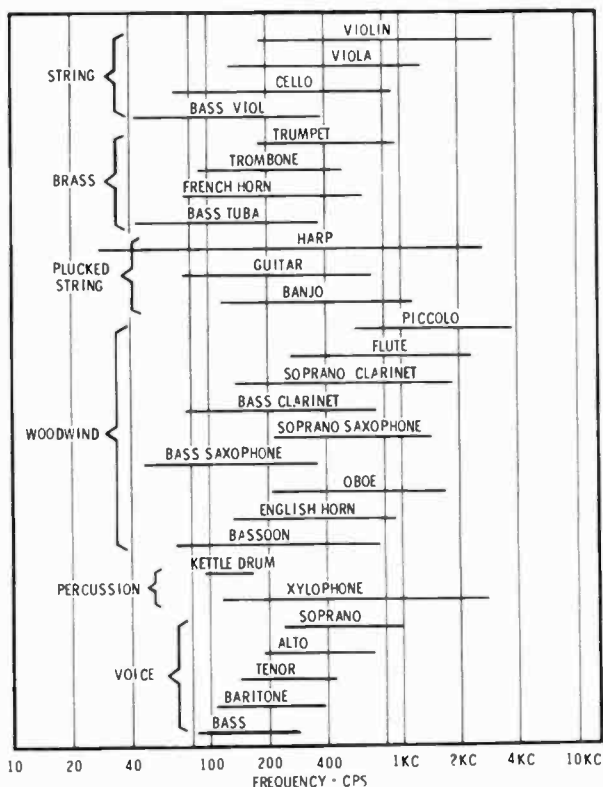 VIOLIN
VIOLA
STRING
CELLO
BASS VIOL
TRUMPET
TROMBONE
BRASS
FRENCH HORN
BASS TUBA
HARP
PLUCKED
STRING
GUITAR
BANJO
PICCOLO
FLUTE
SOPRANO CLARINET
BASS CLARINET
WOODWIND
SOPRANO SAXOPHONE
BASS SAXOPHONE
OBOE
ENGLISH HORN
BASSOON
KETTLE DRUM
PERCUSSION
XYLOPHONE
SOPRANO
ALTO
VOICE
TENOR
BARITONE
BASS
10 20 40 100 200 400 1KC 2KC 4KC 10KC
FREQUENCY - CPS